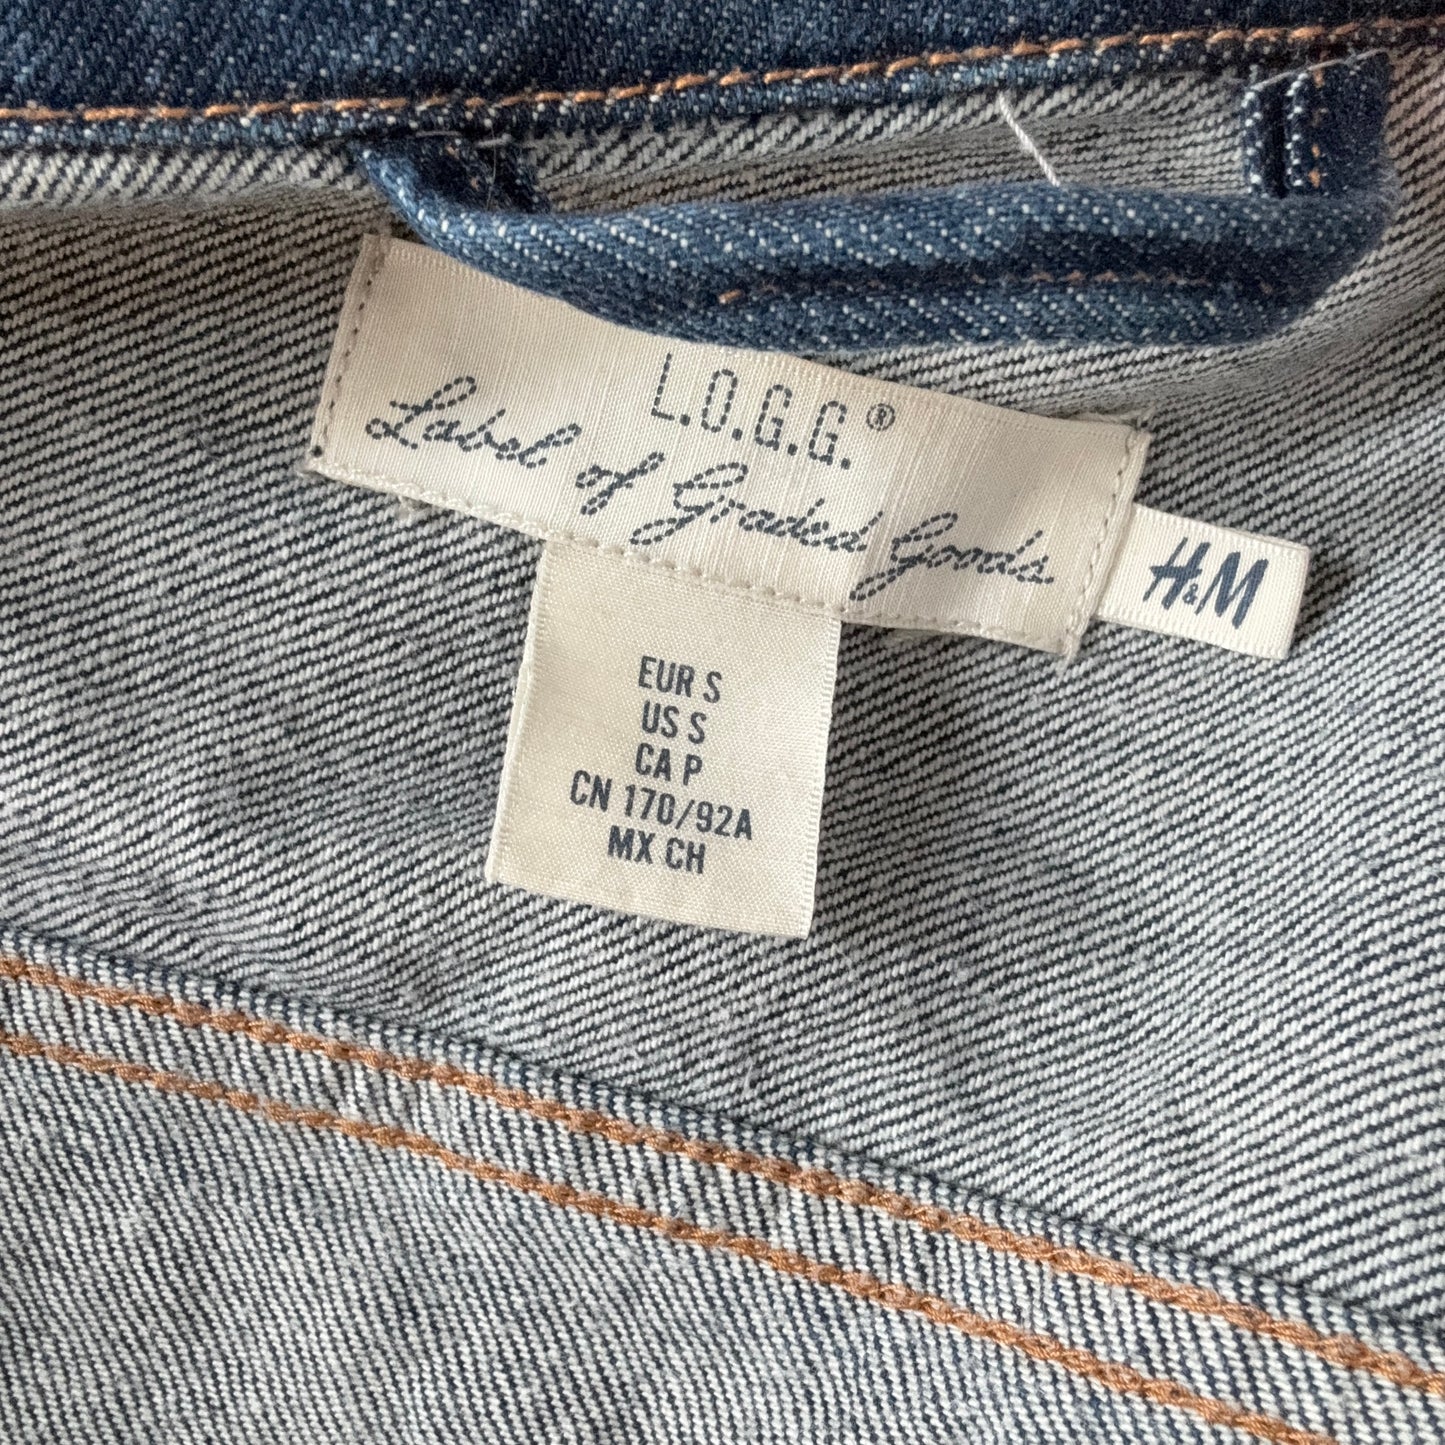 L.O.G.G.®
Label of Graded Goods
H&M
EUR S
US S
CA P
CN 170/92A
MX CH